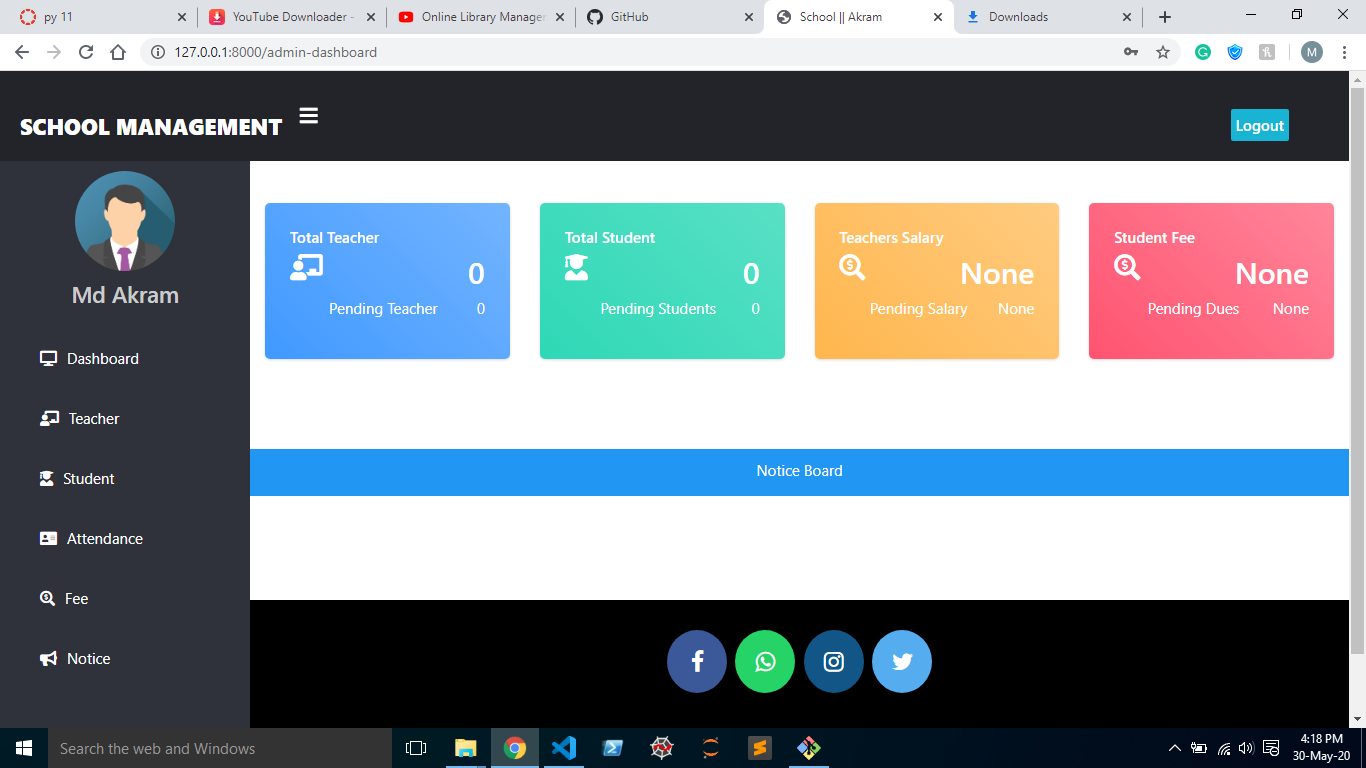 py 11
YouTube Downloader -
Online Library Manager
GitHub
School || Akram
Downloads
127.0.0.1:8000/admin-dashboard
M
SCHOOL MANAGEMENT
Logout
Md Akram
Dashboard
Teacher
Student
Attendance
Fee
Notice
Total Teacher
0
Pending Teacher 0
Total Student
0
Pending Students 0
Teachers Salary
None
Pending Salary None
Student Fee
None
Pending Dues None
Notice Board
Search the web and Windows
4:18 PM
30-May-20